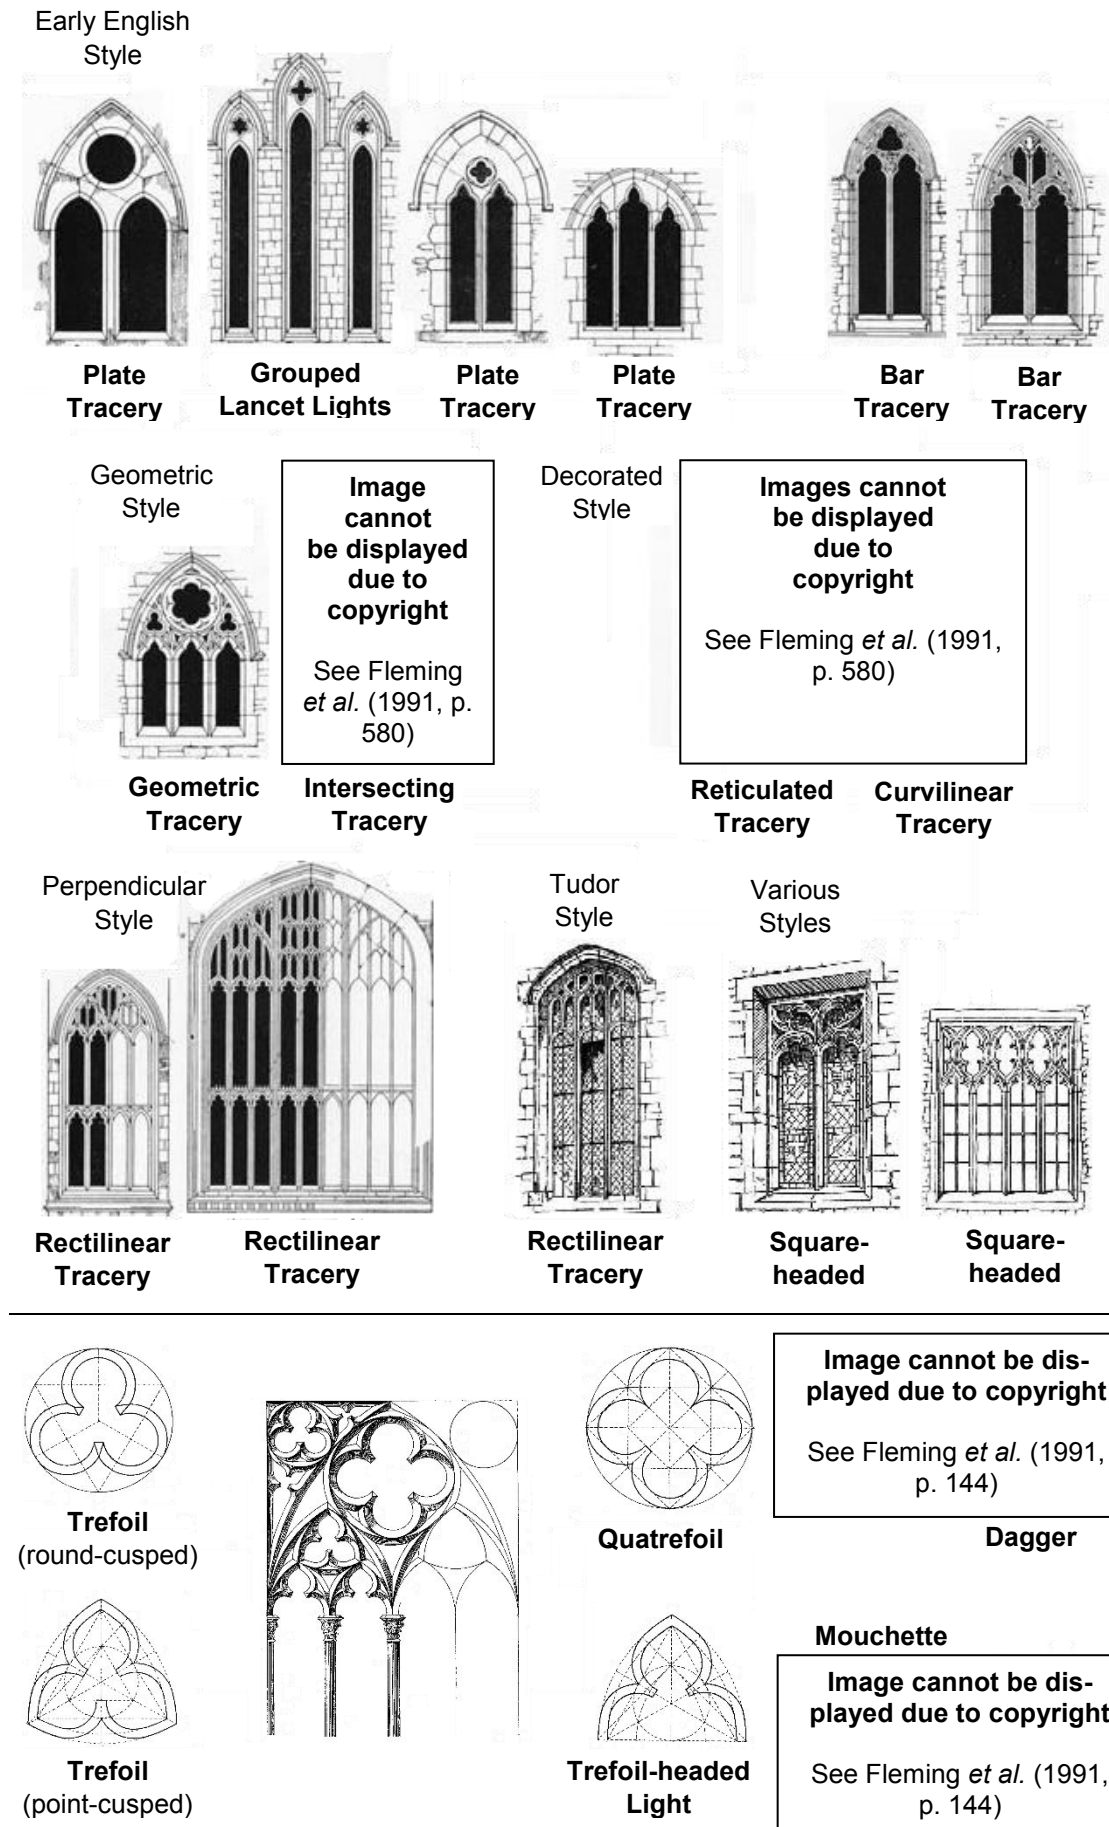 Early English
Style
Plate
Tracery
Grouped
Lancet Lights
Plate
Tracery
Plate
Tracery
Bar
Tracery
Bar
Tracery
Geometric
Style
Image
cannot
be displayed
due to
copyright
See Fleming
et al. (1991, p.
580)
Decorated
Style
Images cannot
be displayed
due to
copyright
See Fleming et al. (1991,
p. 580)
Geometric
Tracery
Intersecting
Tracery
Reticulated
Tracery
Curvilinear
Tracery
Perpendicular
Style
Tudor
Style
Various
Styles
Rectilinear
Tracery
Rectilinear
Tracery
Rectilinear
Tracery
Square-
headed
Square-
headed
Trefoil
(round-cusped)
Quatrefoil
Image cannot be dis-
played due to copyright
See Fleming et al. (1991,
p. 144)
Dagger
Trefoil
(point-cusped)
Trefoil-headed
Light
Mouchette
Image cannot be dis-
played due to copyright
See Fleming et al. (1991,
p. 144)